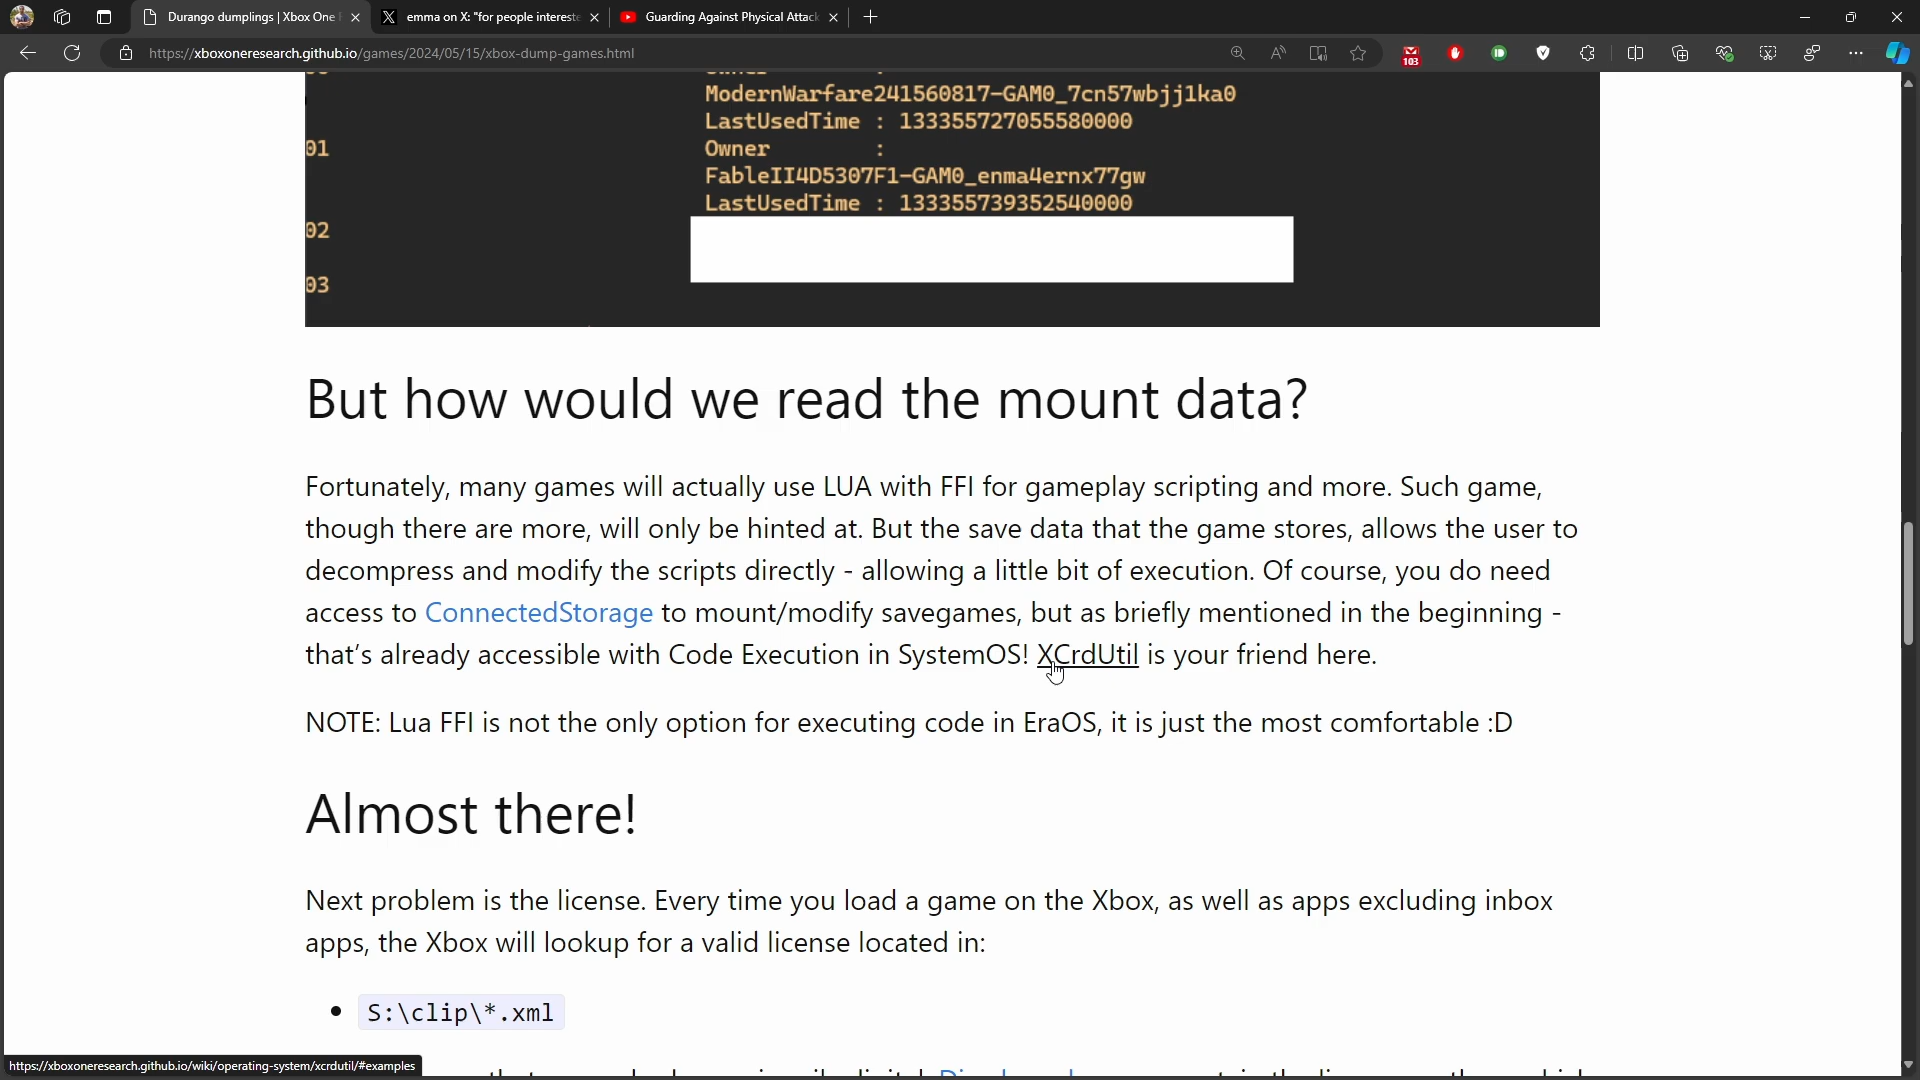 Durango dumplings | Xbox One
emma on X: "for people intereste
Guarding Against Physical Attack
https://xboxoneresearch.github.io/games/2024/05/15/xbox-dump-games.html
103
ModernWarfare241560817-GAM0_7cn57wbjj1ka0
LastUsedTime : 133355727055580000
01 Owner :
FableII4D5307F1-GAM0_enma4ernx77gw
LastUsedTime : 133355739352540000
02
03
But how would we read the mount data?
Fortunately, many games will actually use LUA with FFI for gameplay scripting and more. Such game,
though there are more, will only be hinted at. But the save data that the game stores, allows the user to
decompress and modify the scripts directly - allowing a little bit of execution. Of course, you do need
access to ConnectedStorage to mount/modify savegames, but as briefly mentioned in the beginning -
that's already accessible with Code Execution in SystemOS! XCrdUtil is your friend here.
NOTE: Lua FFI is not the only option for executing code in EraOS, it is just the most comfortable :D
Almost there!
Next problem is the license. Every time you load a game on the Xbox, as well as apps excluding inbox
apps, the Xbox will lookup for a valid license located in:
• S:\clip\*.xml
https://xboxoneresearch.github.io/wiki/operating-system/xcrdutil/#examples